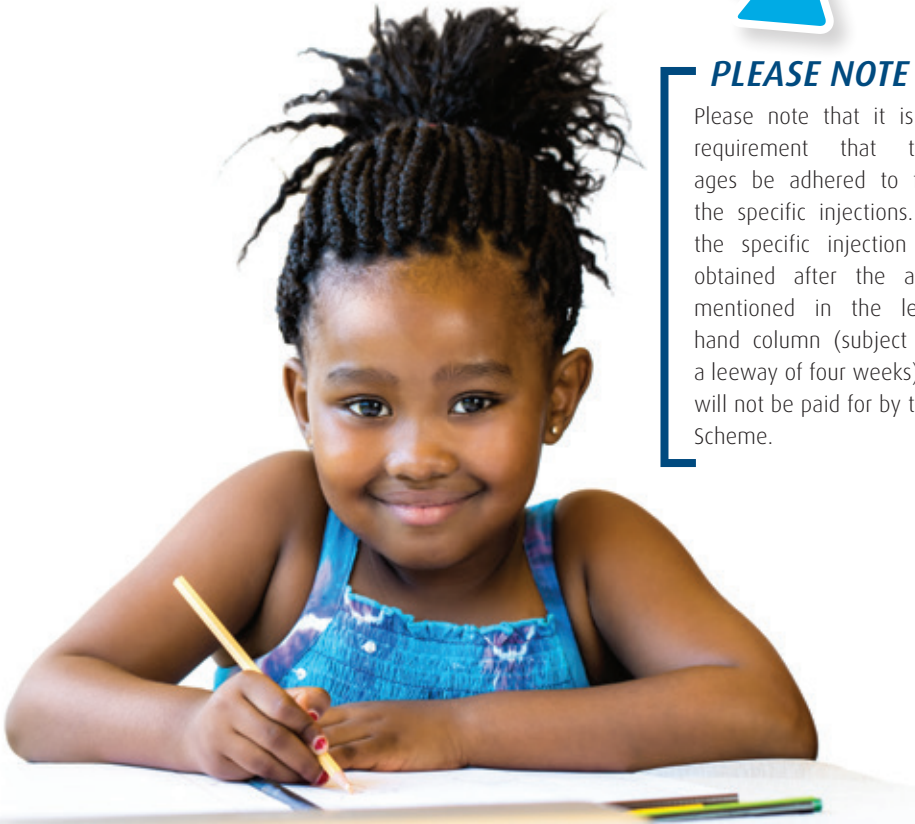 PLEASE NOTE
Please note that it is
requirement that t
ages be adhered to
the specific injections.
the specific injection
obtained after the a
mentioned in the le
hand column (subject
a leeway of four weeks)
will not be paid for by t
Scheme.